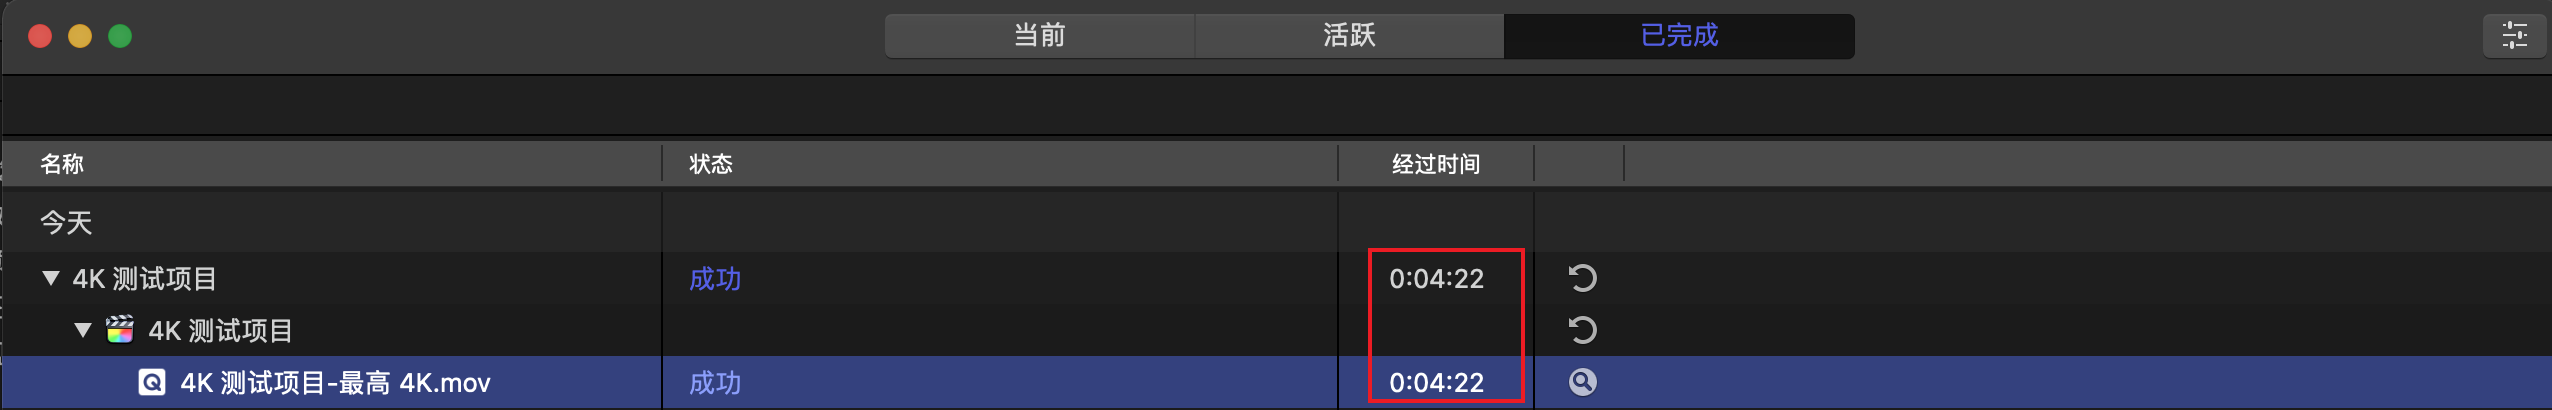 当前 活跃 已完成
名称 状态 经过时间
今天
4K 测试项目 成功 0:04:22
4K 测试项目
4K 测试项目-最高 4K.mov 成功 0:04:22